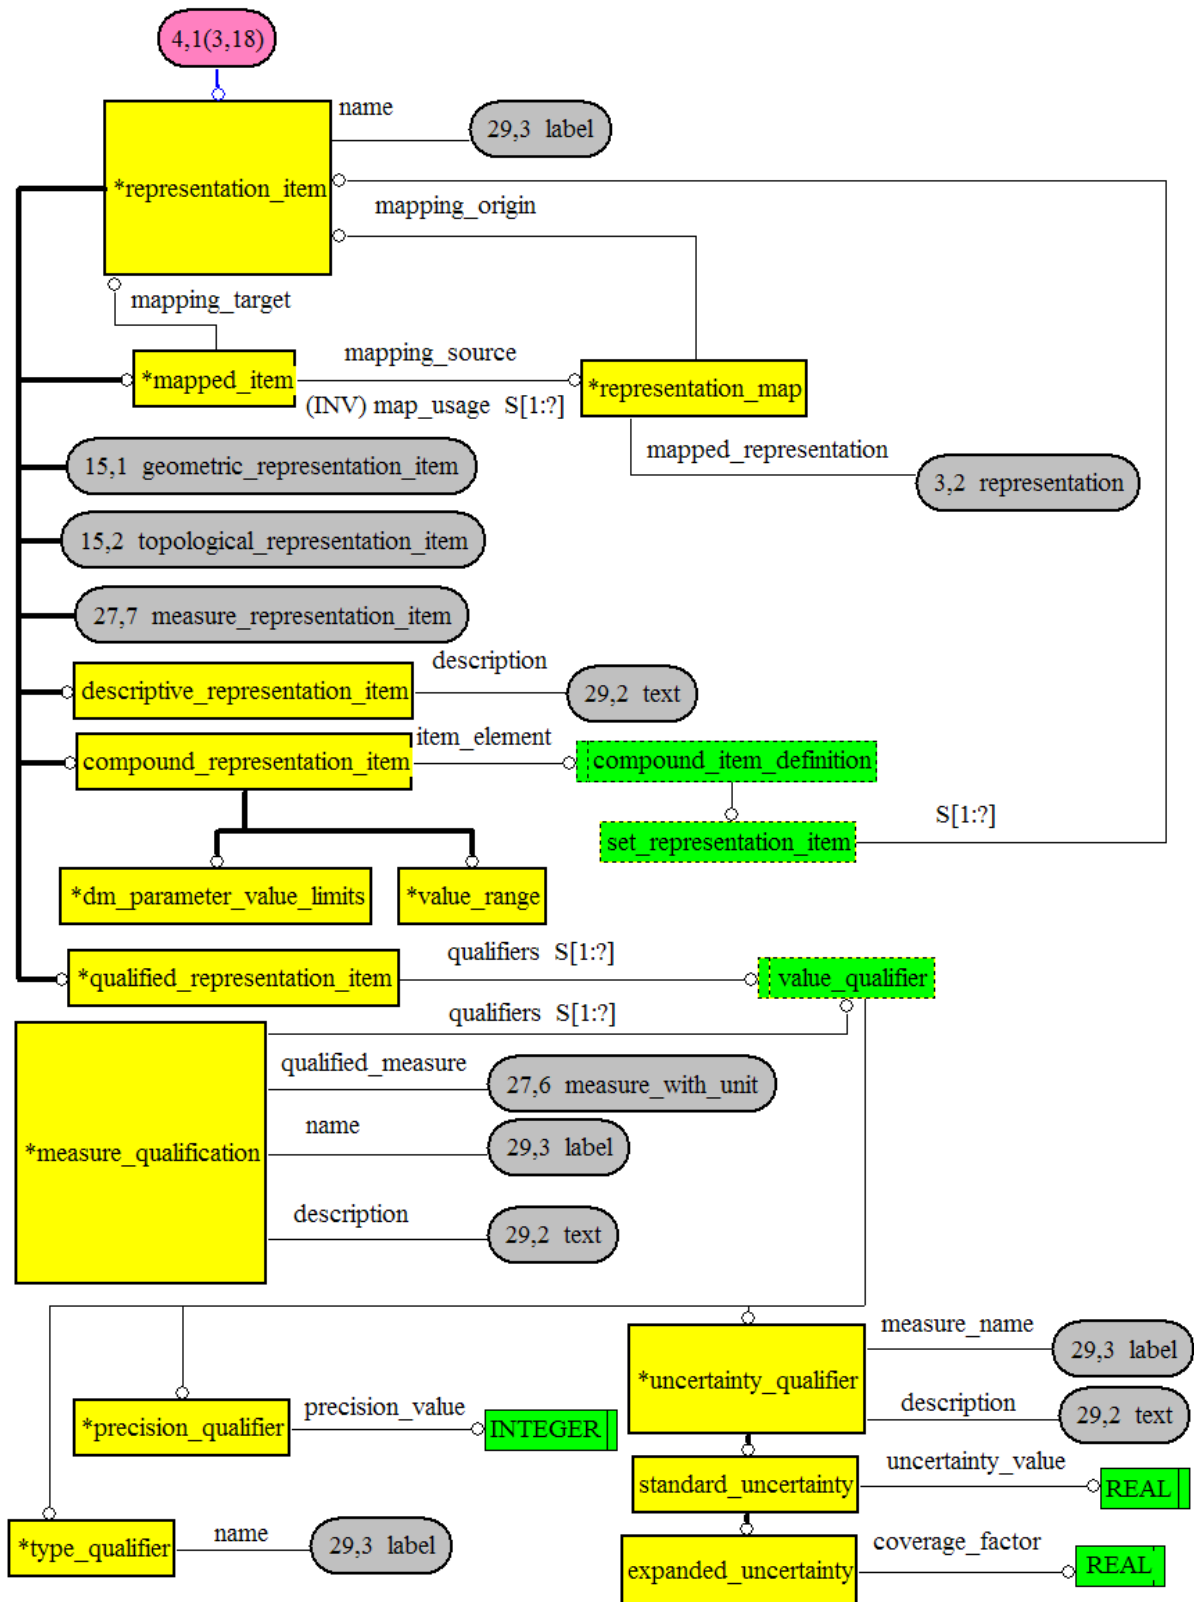 4,1(3,18)
name
29,3 label
*representation_item
mapping_origin
mapping_target
mapping_source
*mapped_item
*representation_map
(INV) map_usage S[1:?]
mapped_representation
15,1 geometric_representation_item
3,2 representation
15,2 topological_representation_item
27,7 measure_representation_item
description
descriptive_representation_item
29,2 text
item_element
compound_representation_item
compound_item_definition
S[1:?]
set_representation_item
*dm_parameter_value_limits
*value_range
qualifiers S[1:?]
*qualified_representation_item
value_qualifier
qualifiers S[1:?]
qualified_measure
27,6 measure_with_unit
name
29,3 label
*measure_qualification
description
29,2 text
measure_name
29,3 label
*uncertainty_qualifier
description
29,2 text
precision_value
*precision_qualifier
INTEGER
uncertainty_value
standard_uncertainty
REAL
name
*type_qualifier
29,3 label
coverage_factor
expanded_uncertainty
REAL